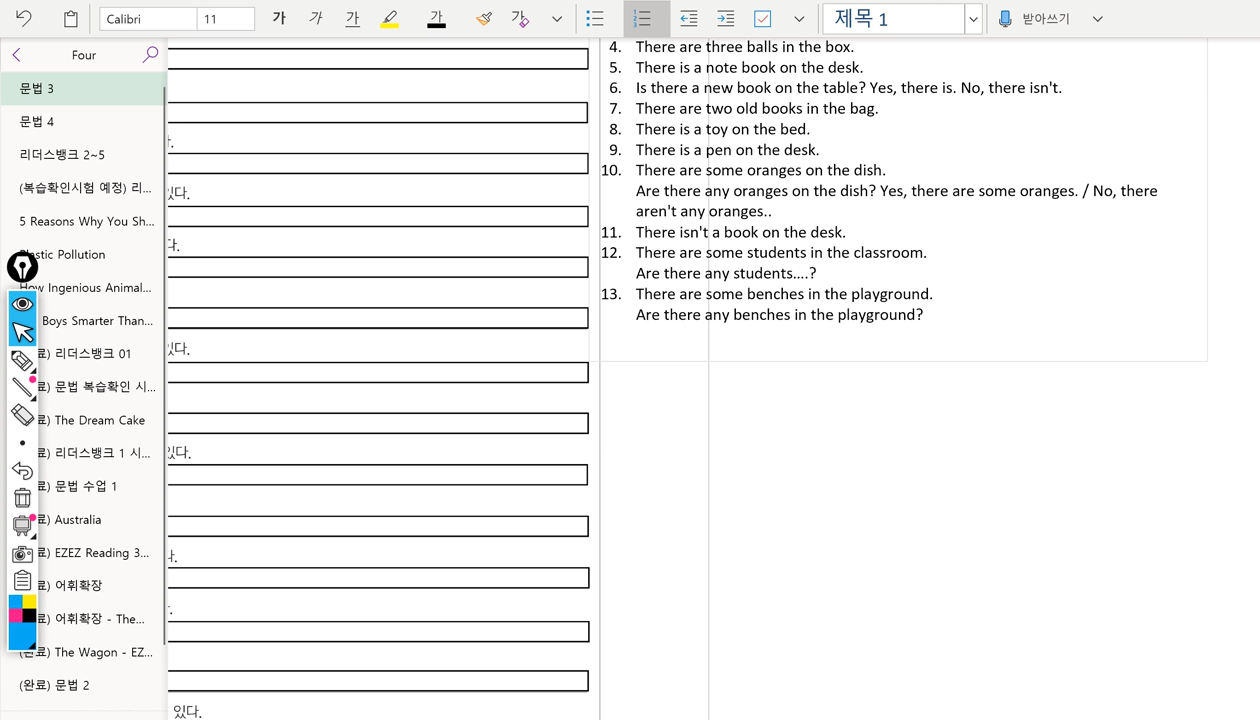 Calibri 11 가 가 가 가 가 제목 1 받아쓰기
Four
문법 3
문법 4
리더스뱅크 2~5
(복습확인시험 예정) 리...
5 Reasons Why You Sh...
Plastic Pollution
How Ingenious Animal...
Boys Smarter Than...
료) 리더스뱅크 01
료) 문법 복습확인 시...
료) The Dream Cake
료) 리더스뱅크 1 시...
료) 문법 수업 1
료) Australia
료) EZEZ Reading 3...
료) 어휘확장
료) 어휘확장 - The...
(완료) The Wagon - EZ...
(완료) 문법 2
있다.
있다.
있다.
있다.
4. There are three balls in the box.
5. There is a note book on the desk.
6. Is there a new book on the table? Yes, there is. No, there isn't.
7. There are two old books in the bag.
8. There is a toy on the bed.
9. There is a pen on the desk.
10. There are some oranges on the dish.
Are there any oranges on the dish? Yes, there are some oranges. / No, there
aren't any oranges..
11. There isn't a book on the desk.
12. There are some students in the classroom.
Are there any students....?
13. There are some benches in the playground.
Are there any benches in the playground?